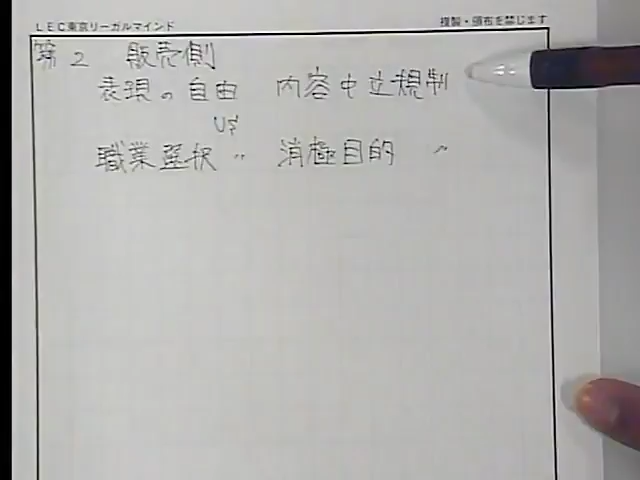 LEC東京リーガルマインド 複製・頒布を禁じます
第2 販売側
表現の自由 内容中立規制
VS
職業選択 〃 消極目的 〃